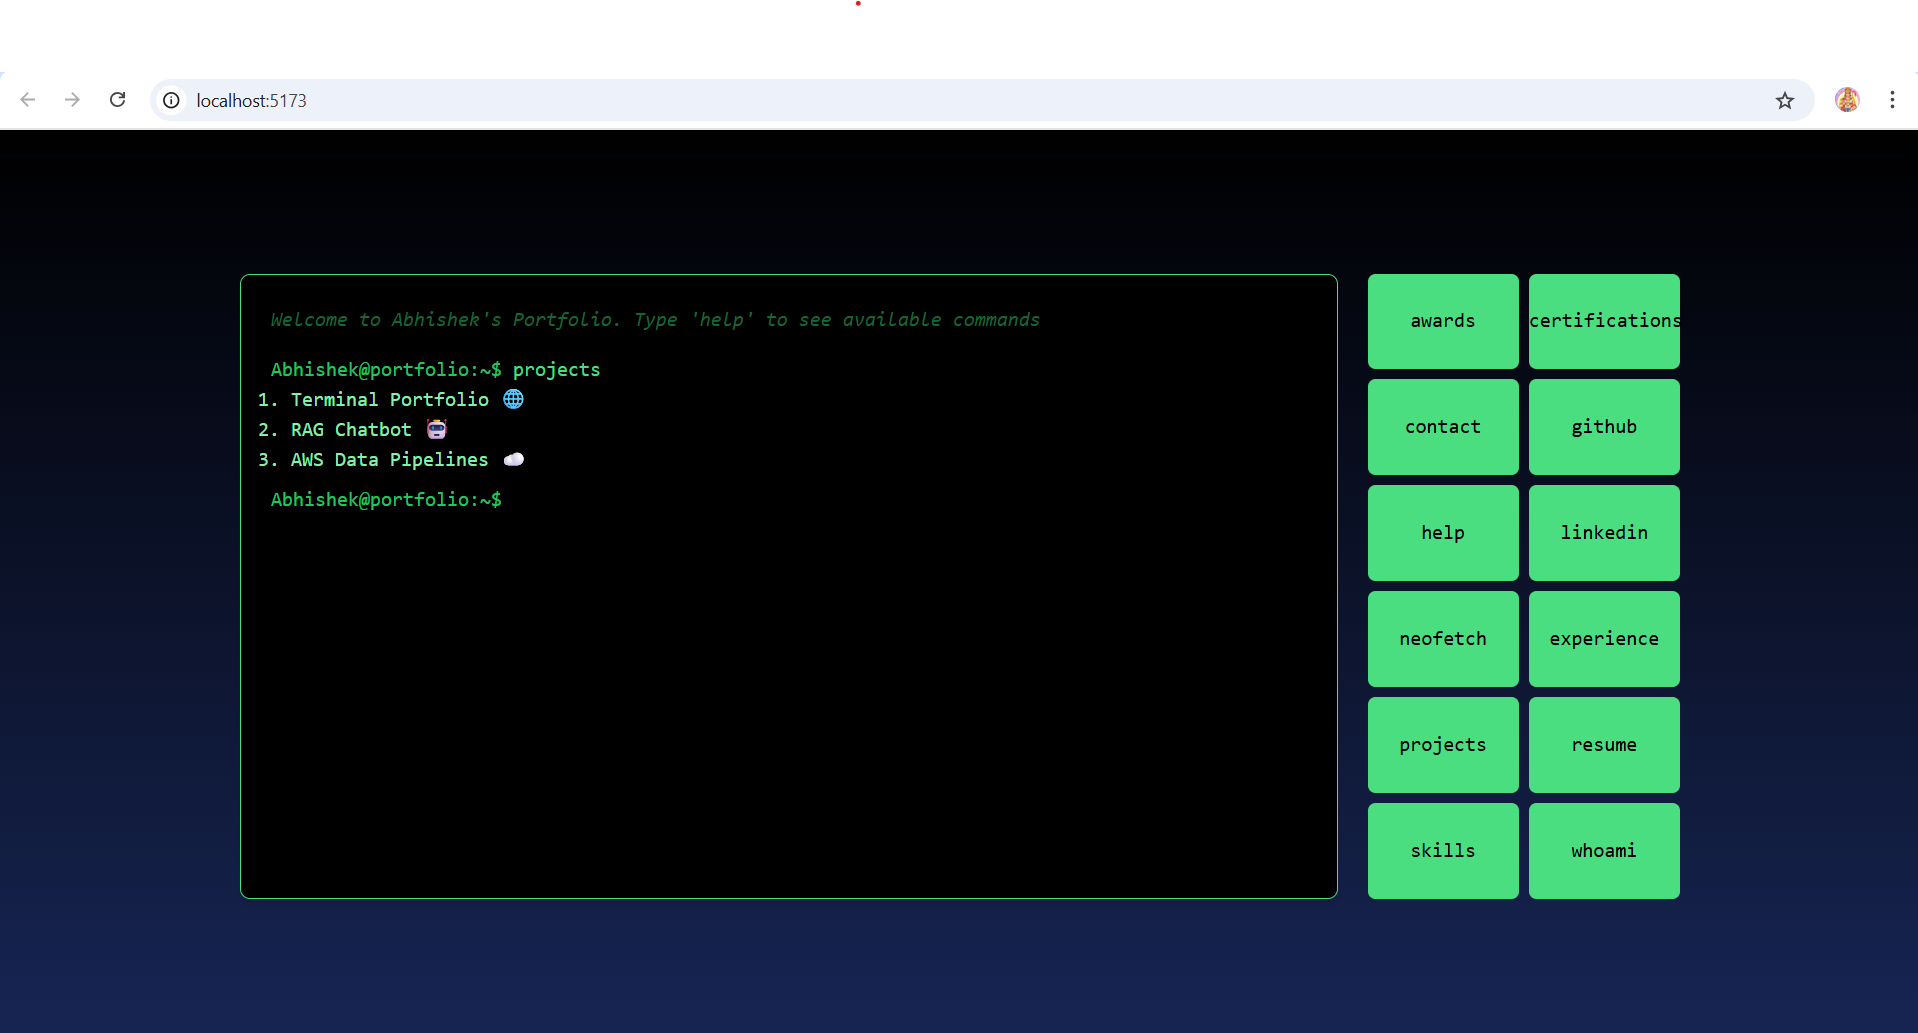 localhost:5173
Welcome to Abhishek's Portfolio. Type 'help' to see available commands
Abhishek@portfolio:~$ projects
1. Terminal Portfolio 🌐
2. RAG Chatbot 🤖
3. AWS Data Pipelines ☁️
Abhishek@portfolio:~$
awards
certifications
contact
github
help
linkedin
neofetch
experience
projects
resume
skills
whoami